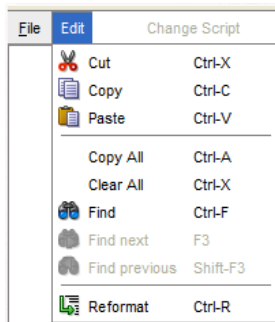 File Edit Change Script
Cut Ctrl-X
Copy Ctrl-C
Paste Ctrl-V
Copy All Ctrl-A
Clear All Ctrl-X
Find Ctrl-F
Find next F3
Find previous Shift-F3
Reformat Ctrl-R